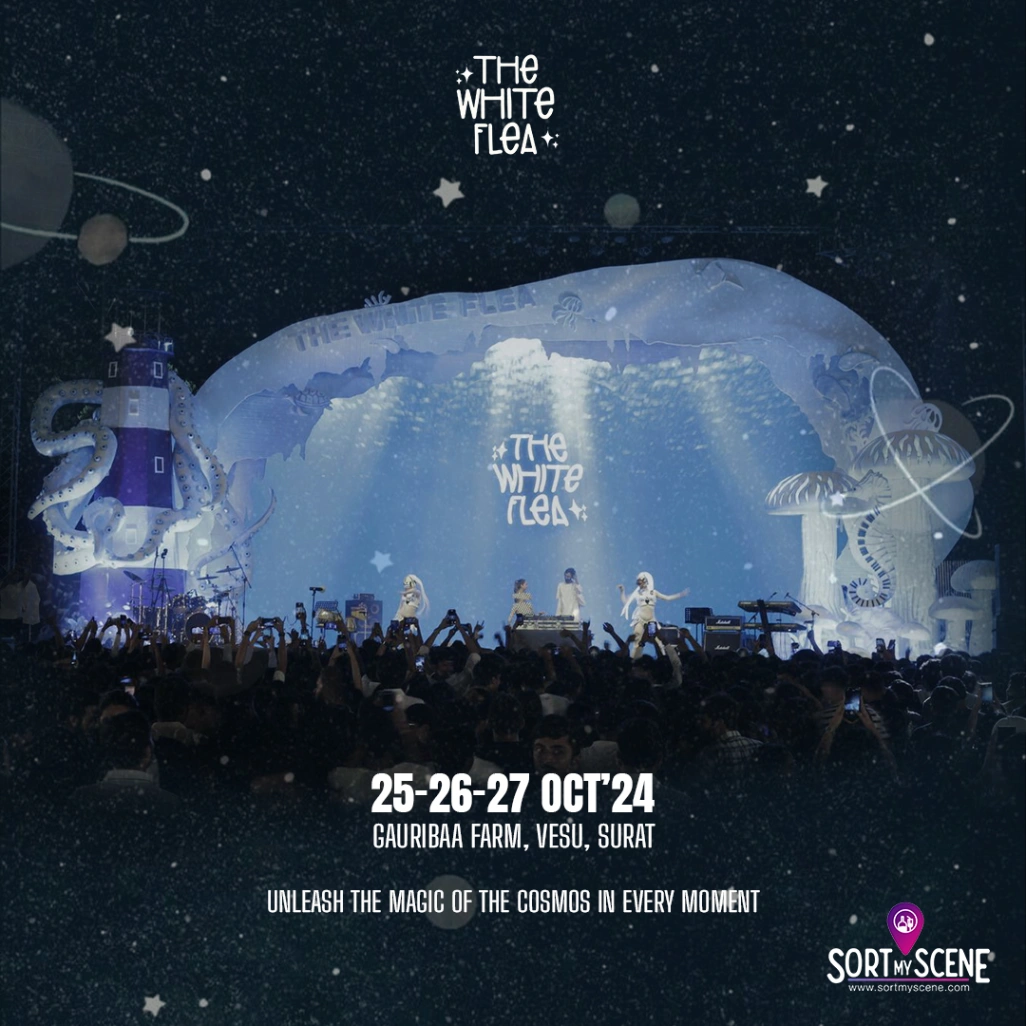 THE
WHITE
FLEA
THE WHITE FLEA
THE
WHITE
FLEA
25-26-27 OCT'24
GAURIBAA FARM, VESU, SURAT
UNLEASH THE MAGIC OF THE COSMOS IN EVERY MOMENT
SORT MY SCENE
www.sortmyscene.com